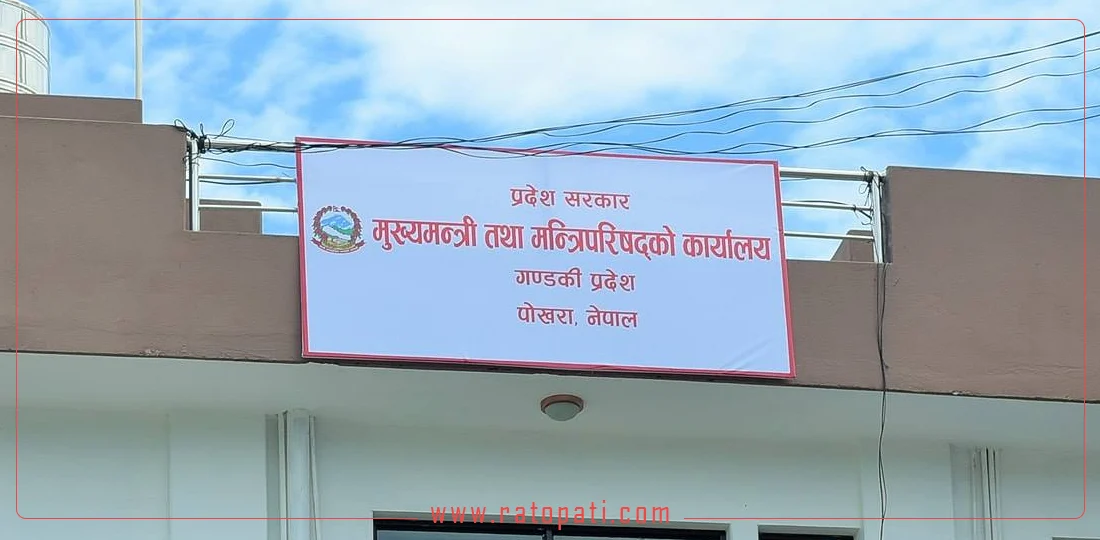 प्रदेश सरकार
मुख्यमन्त्री तथा मन्त्रिपरिषद्को कार्यालय
गण्डकी प्रदेश
पोखरा, नेपाल
www.ratopati.com